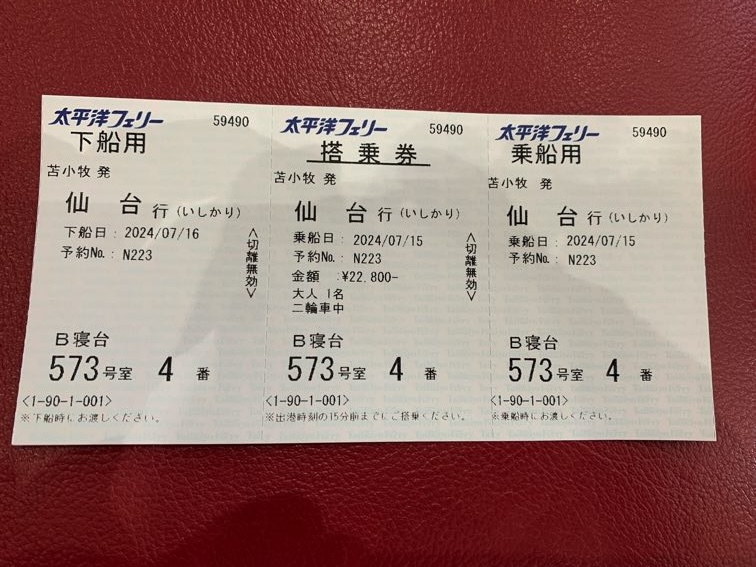 太平洋フェリー 59490
下船用
苫小牧 発
仙台 行 (いしかり)
下船日: 2024/07/16
予約No.: N223
B寝台
573号室 4 番
<1-90-1-001>
※下船時にお渡しください。
<切離無効>
太平洋フェリー 59490
搭乗券
苫小牧 発
仙台 行 (いしかり)
乗船日: 2024/07/15
予約No.: N223
金額 :¥22,800-
大人 1名
二輪車中
B寝台
573号室 4 番
<1-90-1-001>
※出港時刻の15分前までにご搭乗ください。
<切離無効>
太平洋フェリー 59490
乗船用
苫小牧 発
仙台 行 (いしかり)
乗船日: 2024/07/15
予約No.: N223
B寝台
573号室 4 番
<1-90-1-001>
※乗船時にお渡しください。